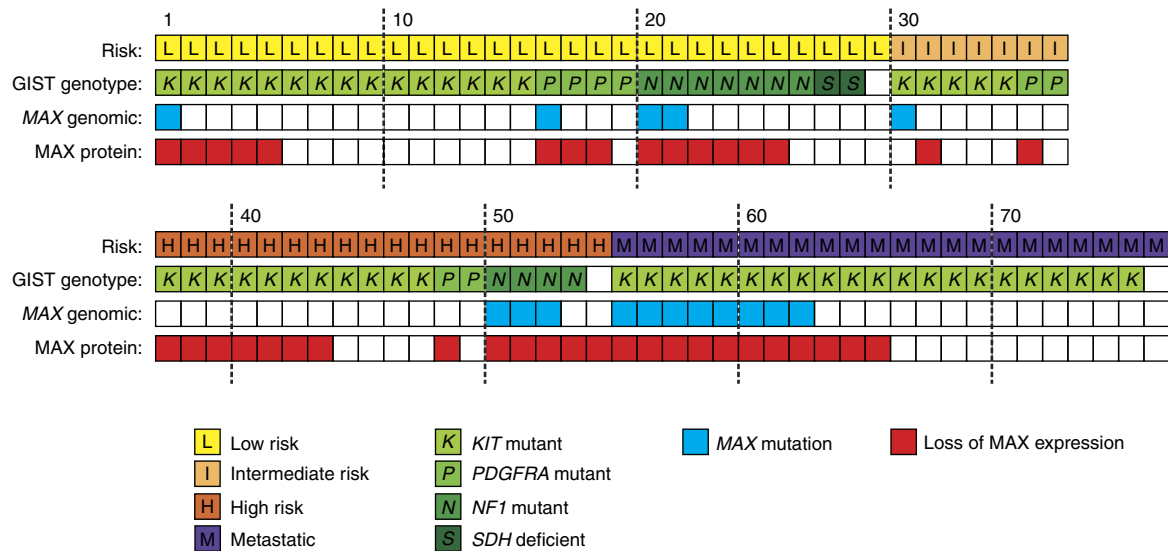 1 10 20 30
Risk: L L L L L L L L L L L L L L L L L L L L L L L L L L L L L I I I I I I I
GIST genotype: K K K K K K K K K K K K K K K P P P P N N N N N N N S S K K K K K P P
MAX genomic:
MAX protein:
40 50 60 70
Risk: H H H H H H H H H H H H H H H H H H M M M M M M M M M M M M M M M M M M M M M M
GIST genotype: K K K K K K K K K K K P P N N N N K K K K K K K K K K K K K K K K K K K K K
MAX genomic:
MAX protein:
L Low risk K KIT mutant MAX mutation Loss of MAX expression
I Intermediate risk P PDGFRA mutant
H High risk N NF1 mutant
M Metastatic S SDH deficient